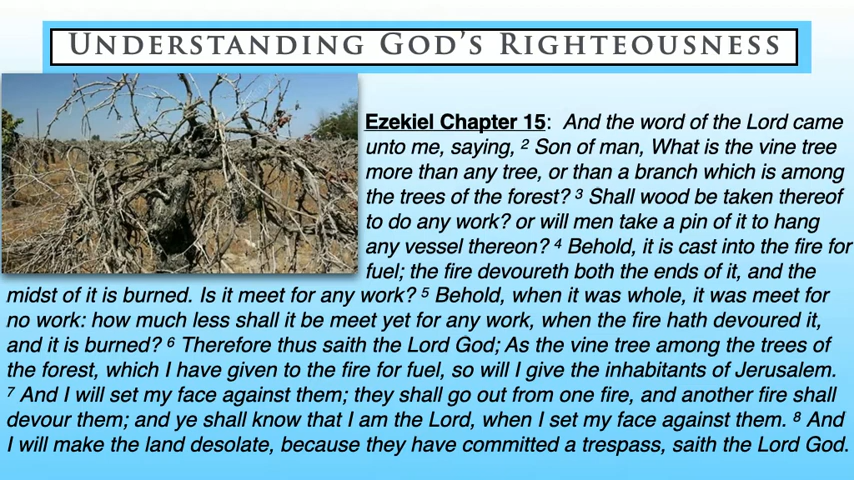 UNDERSTANDING GOD'S RIGHTEOUSNESS
Ezekiel Chapter 15: And the word of the Lord came
unto me, saying, 2 Son of man, What is the vine tree
more than any tree, or than a branch which is among
the trees of the forest? 3 Shall wood be taken thereof
to do any work? or will men take a pin of it to hang
any vessel thereon? 4 Behold, it is cast into the fire for
fuel; the fire devoureth both the ends of it, and the
midst of it is burned. Is it meet for any work? 5 Behold, when it was whole, it was meet for
no work: how much less shall it be meet yet for any work, when the fire hath devoured it,
and it is burned? 6 Therefore thus saith the Lord God; As the vine tree among the trees of
the forest, which I have given to the fire for fuel, so will I give the inhabitants of Jerusalem.
7 And I will set my face against them; they shall go out from one fire, and another fire shall
devour them; and ye shall know that I am the Lord, when I set my face against them. 8 And
I will make the land desolate, because they have committed a trespass, saith the Lord God.